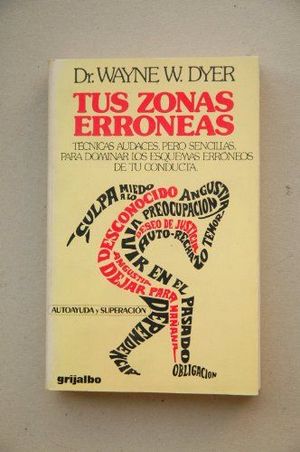 Dr. WAYNE W. DYER
TUS ZONAS
ERRONEAS
TÉCNICAS AUDACES, PERO SENCILLAS,
PARA DOMINAR LOS ESQUEMAS ERRÓNEOS
DE TU CONDUCTA.
CULPA
MIEDO
A LO
DESCONOCIDO
ANGUSTIA
PREOCUPACION
TEMOR
DESEO DE JUSTICIA
AUTO-RECHAZO
VIVIR EN EL PASADO
ANGUSTIA
DEJAR PARA
MAÑANA
DEPENDENCIA
OBLIGACION
AUTOAYUDA y SUPERACIÓN
grijalbo